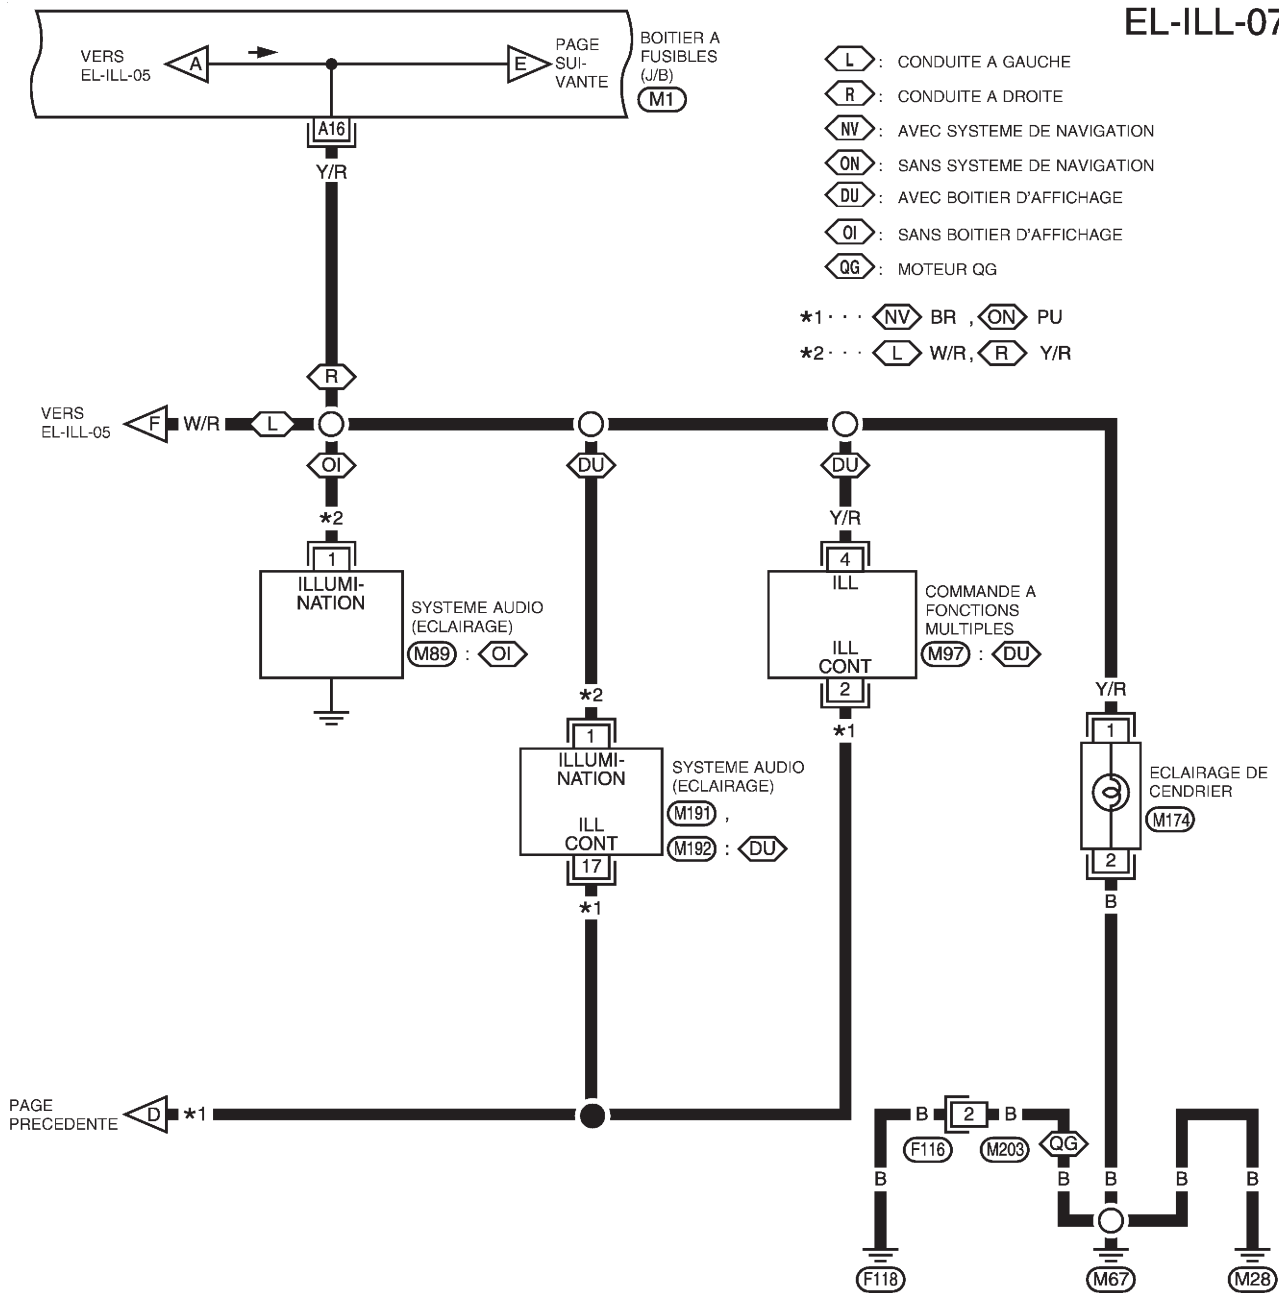 EL-ILL-07
VERS
EL-ILL-05
A
E
PAGE
SUI-
VANTE
BOITIER A
FUSIBLES
(J/B)
M1
A16
Y/R
L : CONDUITE A GAUCHE
R : CONDUITE A DROITE
NV : AVEC SYSTEME DE NAVIGATION
ON : SANS SYSTEME DE NAVIGATION
DU : AVEC BOITIER D'AFFICHAGE
OI : SANS BOITIER D'AFFICHAGE
QG : MOTEUR QG
*1 · · · NV BR , ON PU
*2 · · · L W/R, R Y/R
R
VERS
EL-ILL-05
F
W/R
L
OI
DU
DU
*2
Y/R
1
ILLUMI-
NATION
SYSTEME AUDIO
(ECLAIRAGE)
M89 : OI
4
ILL
ILL
CONT
2
*1
COMMANDE A
FONCTIONS
MULTIPLES
M97 : DU
*2
1
ILLUMI-
NATION
ILL
CONT
17
*1
SYSTEME AUDIO
(ECLAIRAGE)
M191 ,
M192 : DU
Y/R
1
2
B
ECLAIRAGE DE
CENDRIER
M174
PAGE
PRECEDENTE
D
*1
B
2
B
F116
M203
QG
B
B
B
B
B
F118
M67
M28